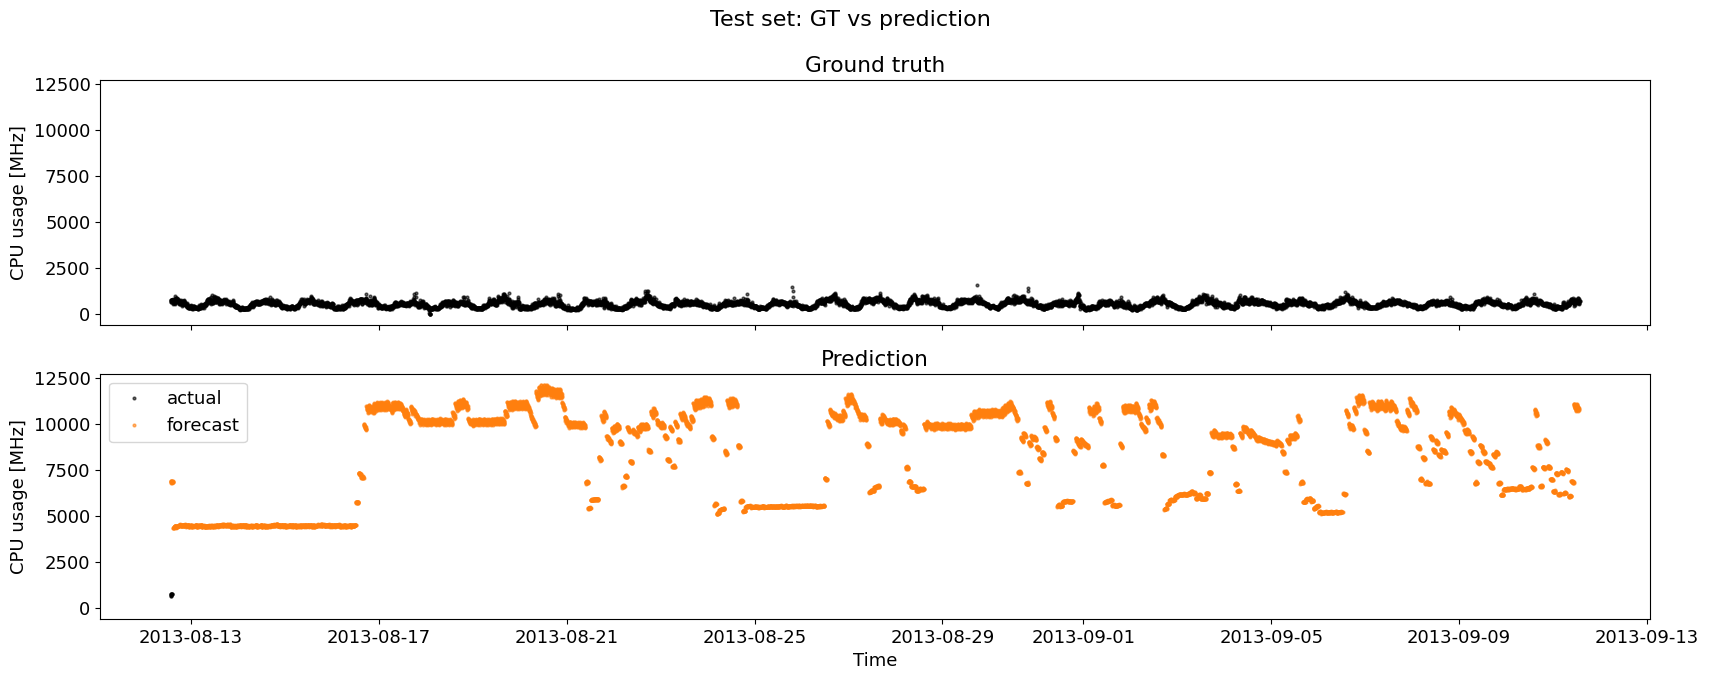 Test set: GT vs prediction
Ground truth
CPU usage [MHz]
12500
10000
7500
5000
2500
0
Prediction
CPU usage [MHz]
12500
10000
7500
5000
2500
0
actual
forecast
2013-08-13 2013-08-17 2013-08-21 2013-08-25 2013-08-29 2013-09-01 2013-09-05 2013-09-09 2013-09-13
Time